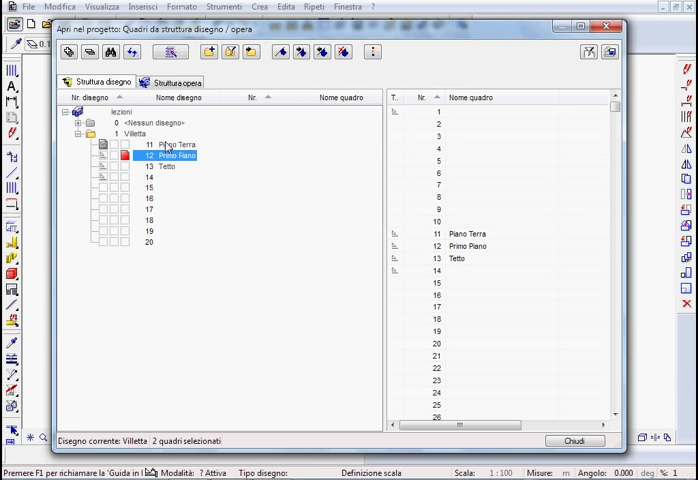 File Modifica Visualizza Inserisci Formato Strumenti Crea Edita Ripeti Finestra ?
Apri nel progetto: Quadri da struttura disegno / opera
0.1
Struttura disegno Struttura opera
Nr. disegno Nome disegno Nr. Nome quadro
lezioni
0 <Nessun disegno>
1 Villetta
11 Piano Terra
12 Primo Piano
13 Tetto
14
15
16
17
18
19
20
T.. Nr. Nome quadro
1
2
3
4
5
6
7
8
9
10
11 Piano Terra
12 Primo Piano
13 Tetto
14
15
16
17
18
19
20
21
22
23
24
25
26
Disegno corrente: Villetta 2 quadri selezionati
Chiudi
Premere F1 per richiamare la 'Guida in l Modalità: ? Attiva Tipo disegno: Definizione scala Scala: 1 : 100 Misure: m Angolo: 0.000 deg %: 1